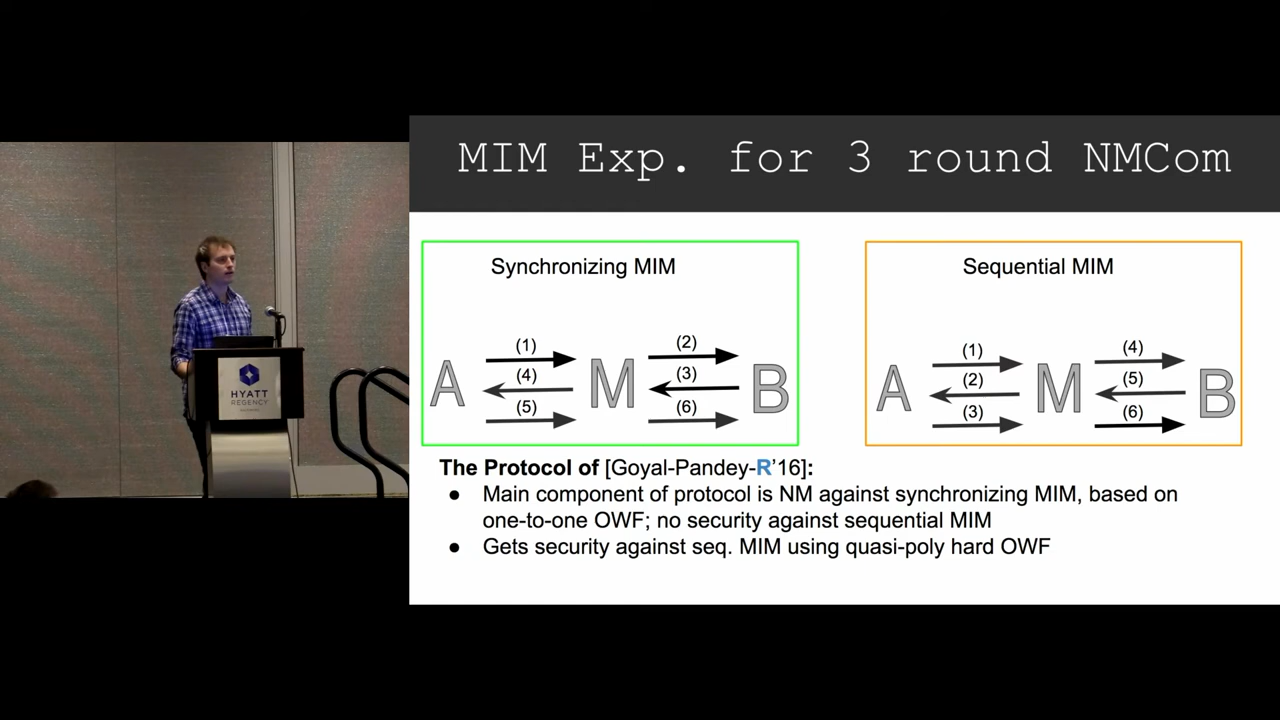 MIM Exp. for 3 round NMCom
Synchronizing MIM
(1)
(2)
A
(4)
M
(3)
B
(5)
(6)
Sequential MIM
(1)
(4)
A
(2)
M
(5)
B
(3)
(6)
The Protocol of [Goyal-Pandey-R'16]:
● Main component of protocol is NM against synchronizing MIM, based on
one-to-one OWF; no security against sequential MIM
● Gets security against seq. MIM using quasi-poly hard OWF
HYATT
REGENCY